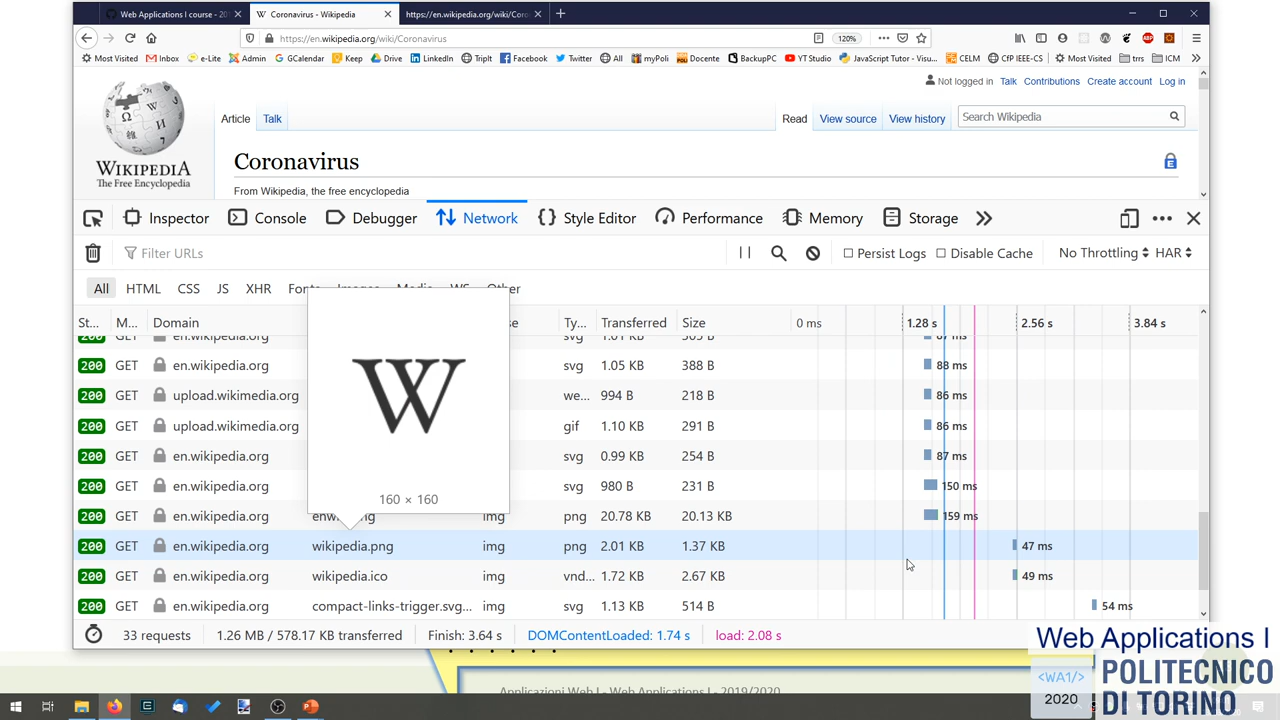 Web Applications I course - 201
Coronavirus - Wikipedia
https://en.wikipedia.org/wiki/Coro
https://en.wikipedia.org/wiki/Coronavirus
120%
Most Visited Inbox e-Lite Admin GCalendar Keep Drive LinkedIn TripIt Facebook Twitter All myPoli Docente BackupPC YT Studio JavaScript Tutor - Visu... CELM CfP IEEE-CS Most Visited trrs ICM
Not logged in Talk Contributions Create account Log in
Article Talk Read View source View history Search Wikipedia
WIKIPEDIA
The Free Encyclopedia
Coronavirus
From Wikipedia, the free encyclopedia
Inspector Console Debugger Network Style Editor Performance Memory Storage
Filter URLs Persist Logs Disable Cache No Throttling HAR
All HTML CSS JS XHR Other
St... M... Domain Ty... Transferred Size 0 ms 1.28 s 2.56 s 3.84 s
200 GET en.wikipedia.org svg 1.05 KB 388 B 88 ms
200 GET upload.wikimedia.org we... 994 B 218 B 86 ms
200 GET upload.wikimedia.org gif 1.10 KB 291 B 86 ms
200 GET en.wikipedia.org svg 0.99 KB 254 B 87 ms
200 GET en.wikipedia.org svg 980 B 231 B 150 ms
W
160 × 160
200 GET en.wikipedia.org img png 20.78 KB 20.13 KB 159 ms
200 GET en.wikipedia.org wikipedia.png img png 2.01 KB 1.37 KB 47 ms
200 GET en.wikipedia.org wikipedia.ico img vnd... 1.72 KB 2.67 KB 49 ms
200 GET en.wikipedia.org compact-links-trigger.svg... img svg 1.13 KB 514 B 54 ms
33 requests 1.26 MB / 578.17 KB transferred Finish: 3.64 s DOMContentLoaded: 1.74 s load: 2.08 s
Web Applications I
<WA1/>
2020
POLITECNICO
DI TORINO
Applicazioni Web I - Web Applications I - 2019/2020